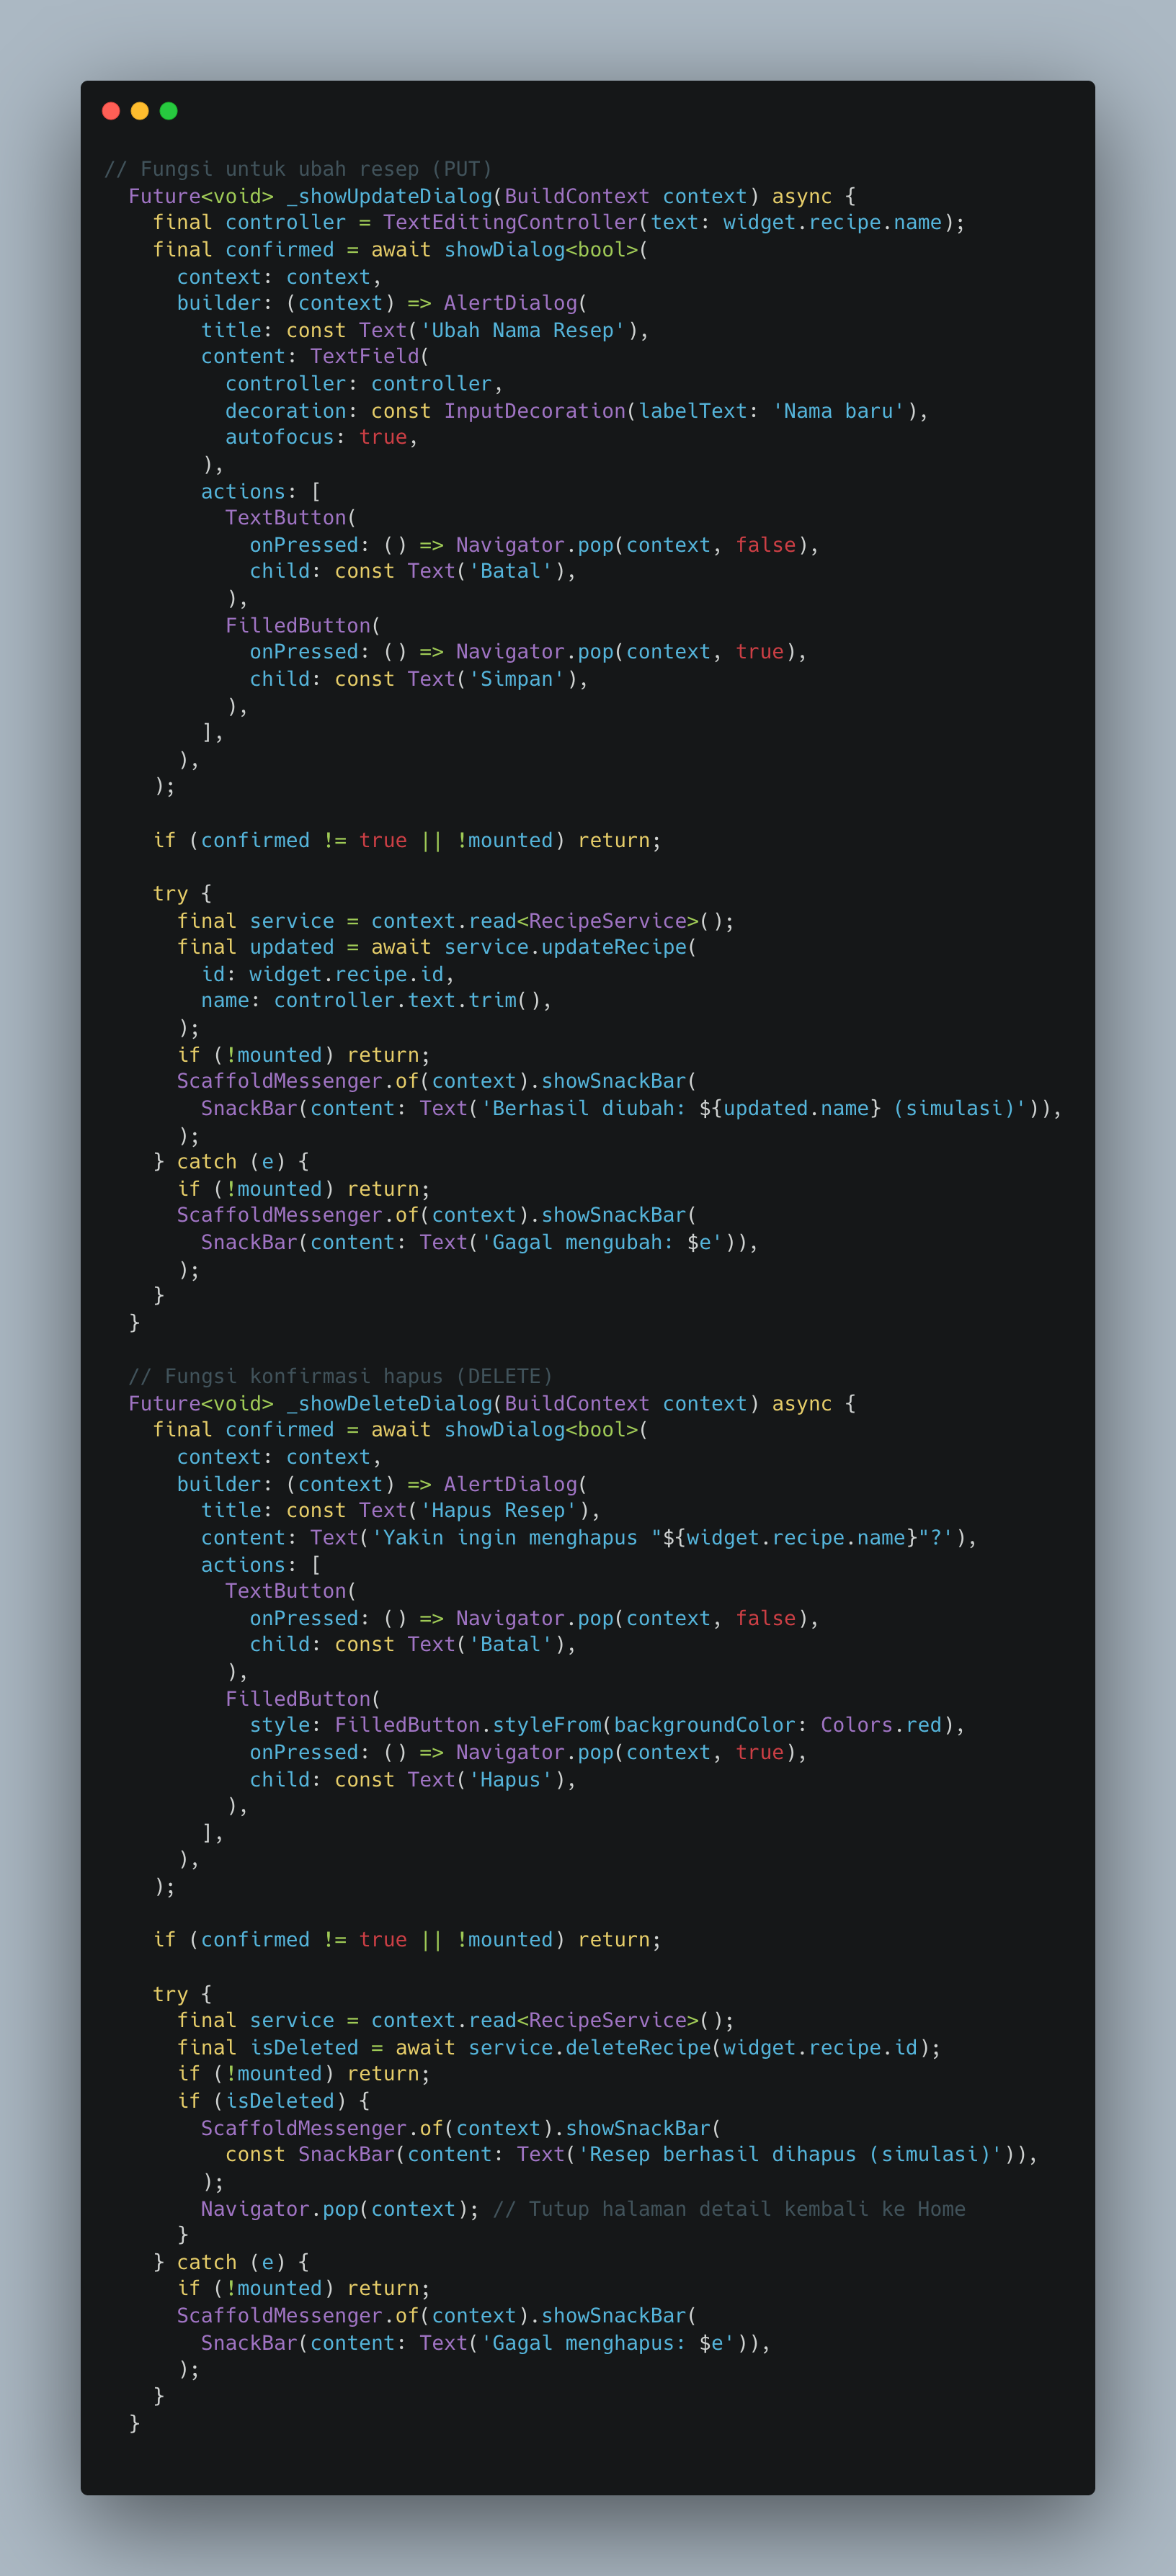 // Fungsi untuk ubah resep (PUT)
  Future<void> _showUpdateDialog(BuildContext context) async {
    final controller = TextEditingController(text: widget.recipe.name);
    final confirmed = await showDialog<bool>(
      context: context,
      builder: (context) => AlertDialog(
        title: const Text('Ubah Nama Resep'),
        content: TextField(
          controller: controller,
          decoration: const InputDecoration(labelText: 'Nama baru'),
          autofocus: true,
        ),
        actions: [
          TextButton(
            onPressed: () => Navigator.pop(context, false),
            child: const Text('Batal'),
          ),
          FilledButton(
            onPressed: () => Navigator.pop(context, true),
            child: const Text('Simpan'),
          ),
        ],
      ),
    );

    if (confirmed != true || !mounted) return;

    try {
      final service = context.read<RecipeService>();
      final updated = await service.updateRecipe(
        id: widget.recipe.id,
        name: controller.text.trim(),
      );
      if (!mounted) return;
      ScaffoldMessenger.of(context).showSnackBar(
        SnackBar(content: Text('Berhasil diubah: ${updated.name} (simulasi)')),
      );
    } catch (e) {
      if (!mounted) return;
      ScaffoldMessenger.of(context).showSnackBar(
        SnackBar(content: Text('Gagal mengubah: $e')),
      );
    }
  }

  // Fungsi konfirmasi hapus (DELETE)
  Future<void> _showDeleteDialog(BuildContext context) async {
    final confirmed = await showDialog<bool>(
      context: context,
      builder: (context) => AlertDialog(
        title: const Text('Hapus Resep'),
        content: Text('Yakin ingin menghapus "${widget.recipe.name}"?'),
        actions: [
          TextButton(
            onPressed: () => Navigator.pop(context, false),
            child: const Text('Batal'),
          ),
          FilledButton(
            style: FilledButton.styleFrom(backgroundColor: Colors.red),
            onPressed: () => Navigator.pop(context, true),
            child: const Text('Hapus'),
          ),
        ],
      ),
    );

    if (confirmed != true || !mounted) return;

    try {
      final service = context.read<RecipeService>();
      final isDeleted = await service.deleteRecipe(widget.recipe.id);
      if (!mounted) return;
      if (isDeleted) {
        ScaffoldMessenger.of(context).showSnackBar(
          const SnackBar(content: Text('Resep berhasil dihapus (simulasi)')),
        );
        Navigator.pop(context); // Tutup halaman detail kembali ke Home
      }
    } catch (e) {
      if (!mounted) return;
      ScaffoldMessenger.of(context).showSnackBar(
        SnackBar(content: Text('Gagal menghapus: $e')),
      );
    }
  }